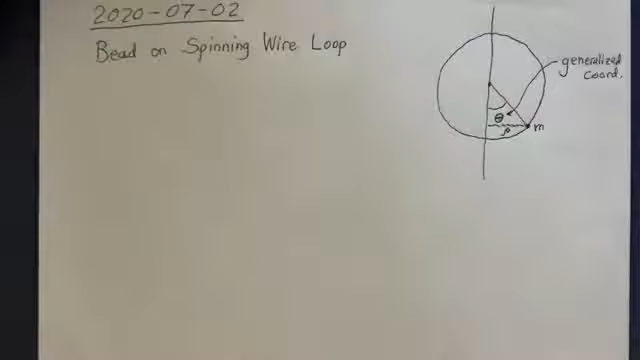 2020-07-02
Bead on Spinning Wire Loop
generalized
coord.
θ
m
ρ